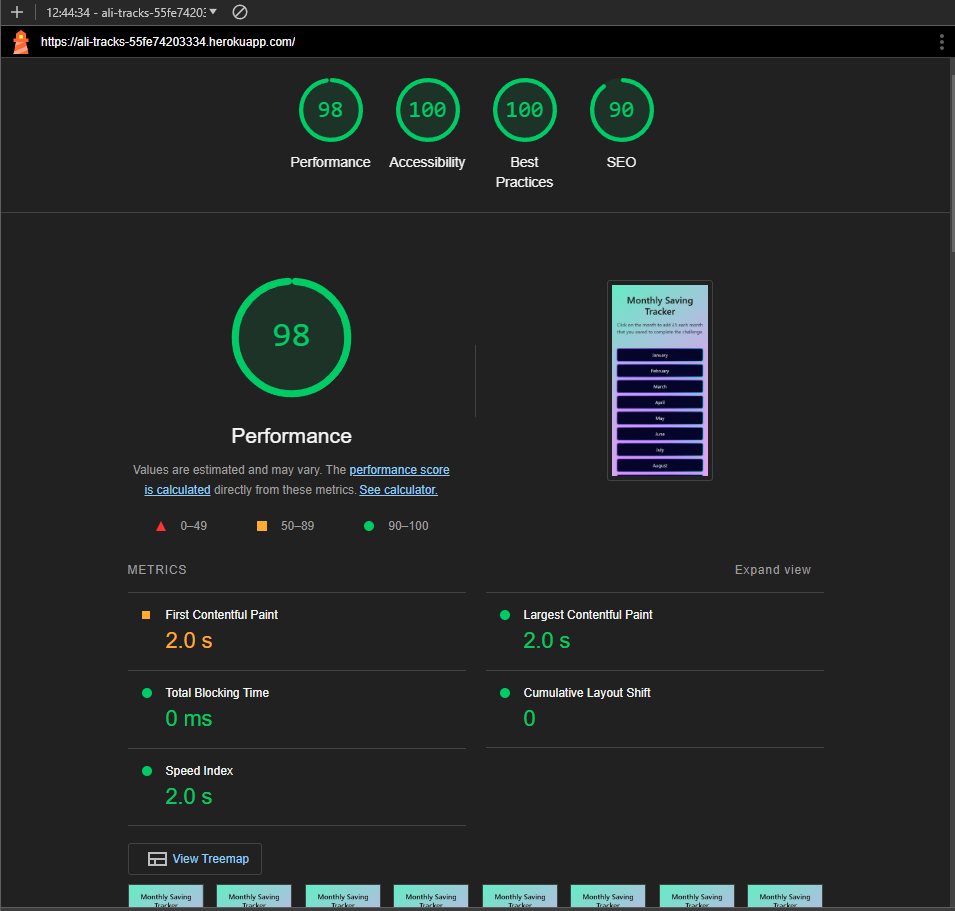 12:44:34 - ali-tracks-55fe7420
https://ali-tracks-55fe74203334.herokuapp.com/
98
100
100
90
Performance
Accessibility
Best
Practices
SEO
98
Performance
Values are estimated and may vary. The performance score
is calculated directly from these metrics. See calculator.
0–49
50–89
90–100
Monthly Saving
Tracker
Click on the month to add £5 each month
that you saved to complete the challenge.
January
February
March
April
May
June
July
August
METRICS
Expand view
First Contentful Paint
2.0 s
Largest Contentful Paint
2.0 s
Total Blocking Time
0 ms
Cumulative Layout Shift
0
Speed Index
2.0 s
View Treemap
Monthly Saving
Tracker
Monthly Saving
Tracker
Monthly Saving
Tracker
Monthly Saving
Tracker
Monthly Saving
Tracker
Monthly Saving
Tracker
Monthly Saving
Tracker
Monthly Saving
Tracker